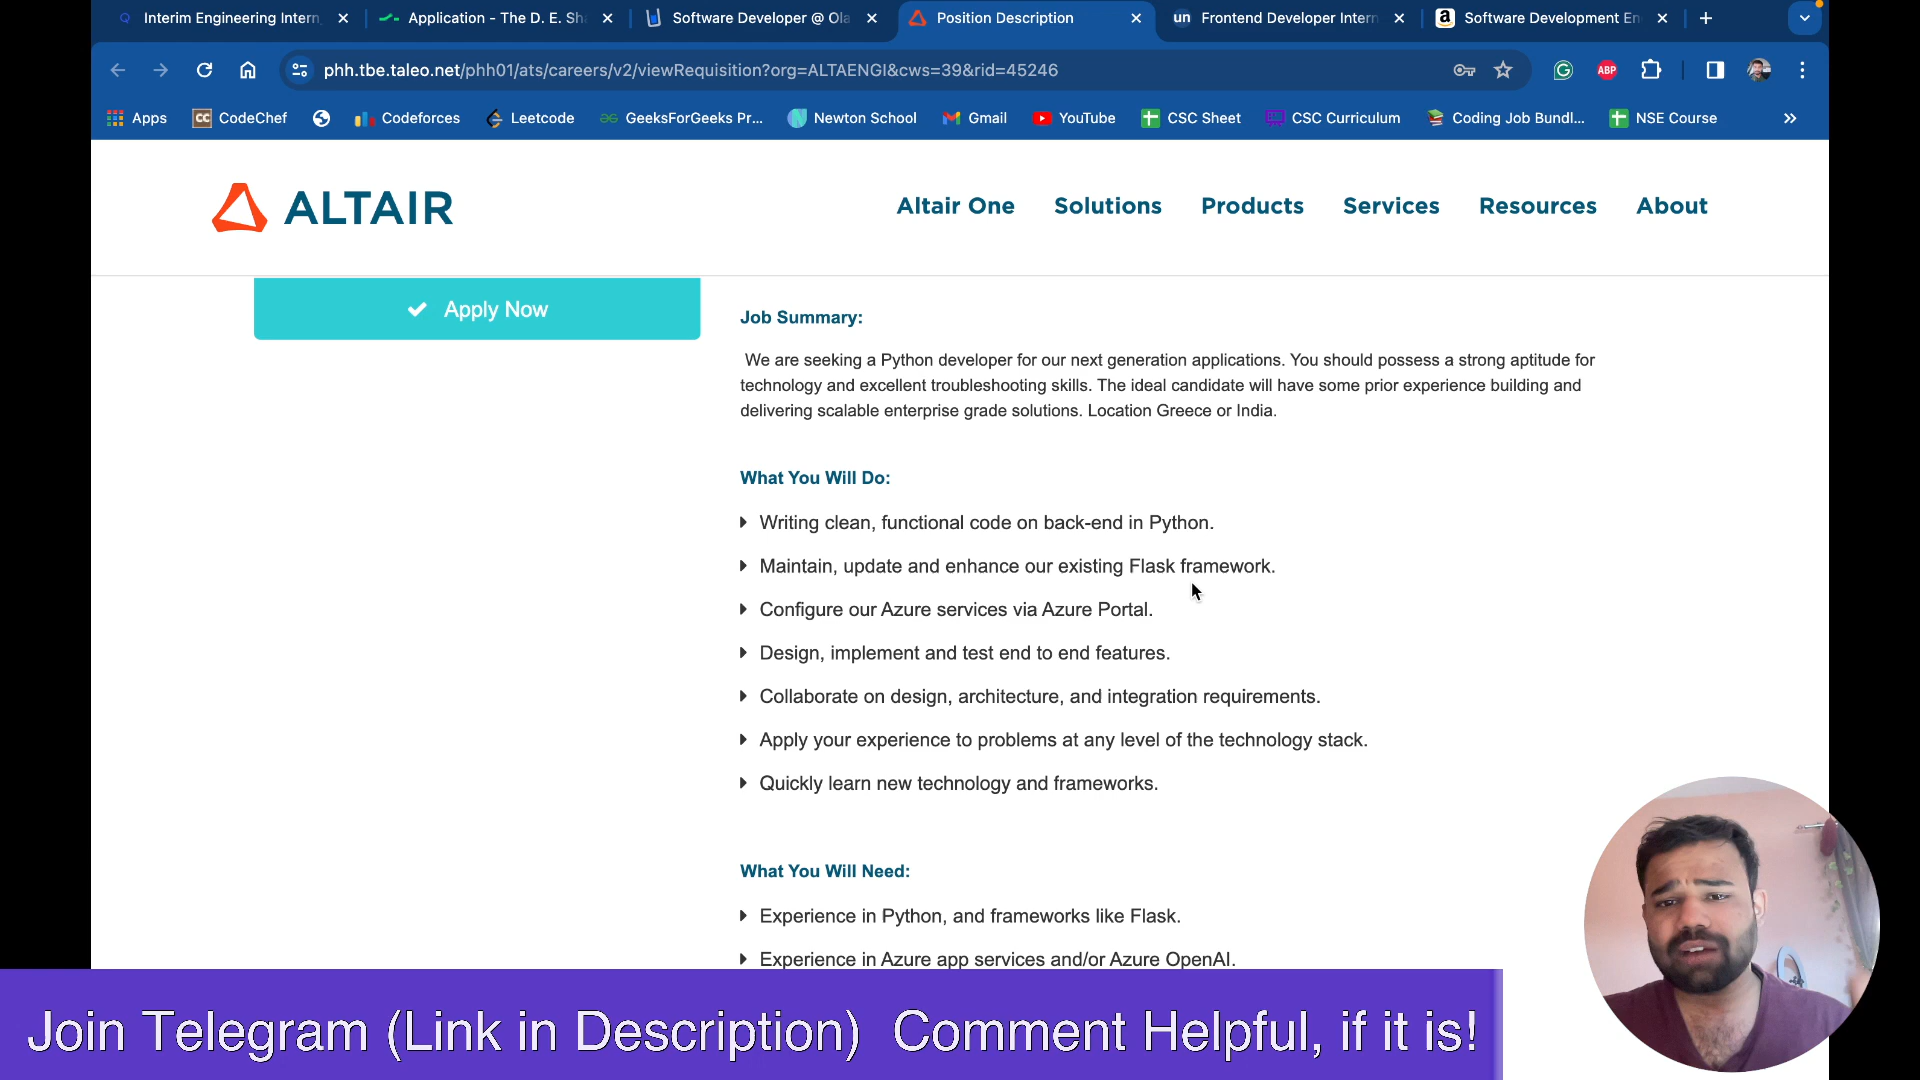 Interim Engineering Intern
Application - The D. E. Sh
Software Developer @ Ola
Position Description
un
Frontend Developer Intern
a
Software Development En
phh.tbe.taleo.net/phh01/ats/careers/v2/viewRequisition?org=ALTAENGI&cws=39&rid=45246
ABP
Apps
CC
CodeChef
Codeforces
Leetcode
GeeksForGeeks Pr...
Newton School
Gmail
YouTube
CSC Sheet
CSC Curriculum
Coding Job Bundl...
NSE Course
»
ALTAIR
Altair One
Solutions
Products
Services
Resources
About
Apply Now
Job Summary:
We are seeking a Python developer for our next generation applications. You should possess a strong aptitude for
technology and excellent troubleshooting skills. The ideal candidate will have some prior experience building and
delivering scalable enterprise grade solutions. Location Greece or India.
What You Will Do:
Writing clean, functional code on back-end in Python.
Maintain, update and enhance our existing Flask framework.
Configure our Azure services via Azure Portal.
Design, implement and test end to end features.
Collaborate on design, architecture, and integration requirements.
Apply your experience to problems at any level of the technology stack.
Quickly learn new technology and frameworks.
What You Will Need:
Experience in Python, and frameworks like Flask.
Experience in Azure app services and/or Azure OpenAI.
Join Telegram (Link in Description) Comment Helpful, if it is!